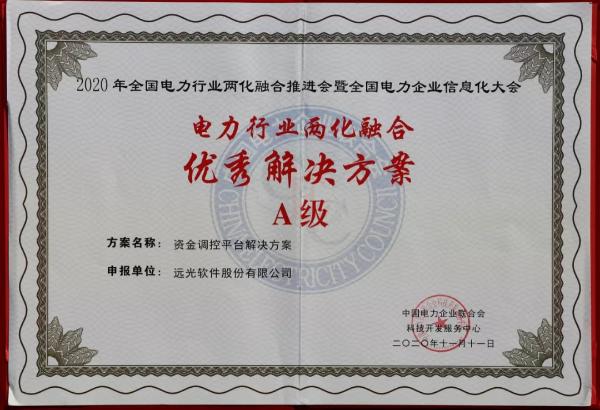 2020 年全国电力行业两化融合推进会暨全国电力企业信息化大会
电力行业两化融合
优秀解决方案
A 级
方案名称： 资金调控平台解决方案
申报单位： 远光软件股份有限公司
CHINA ELECTRICITY COUNCIL
中国电力企业联合会
科技开发服务中心
二〇二〇年十一月十一日